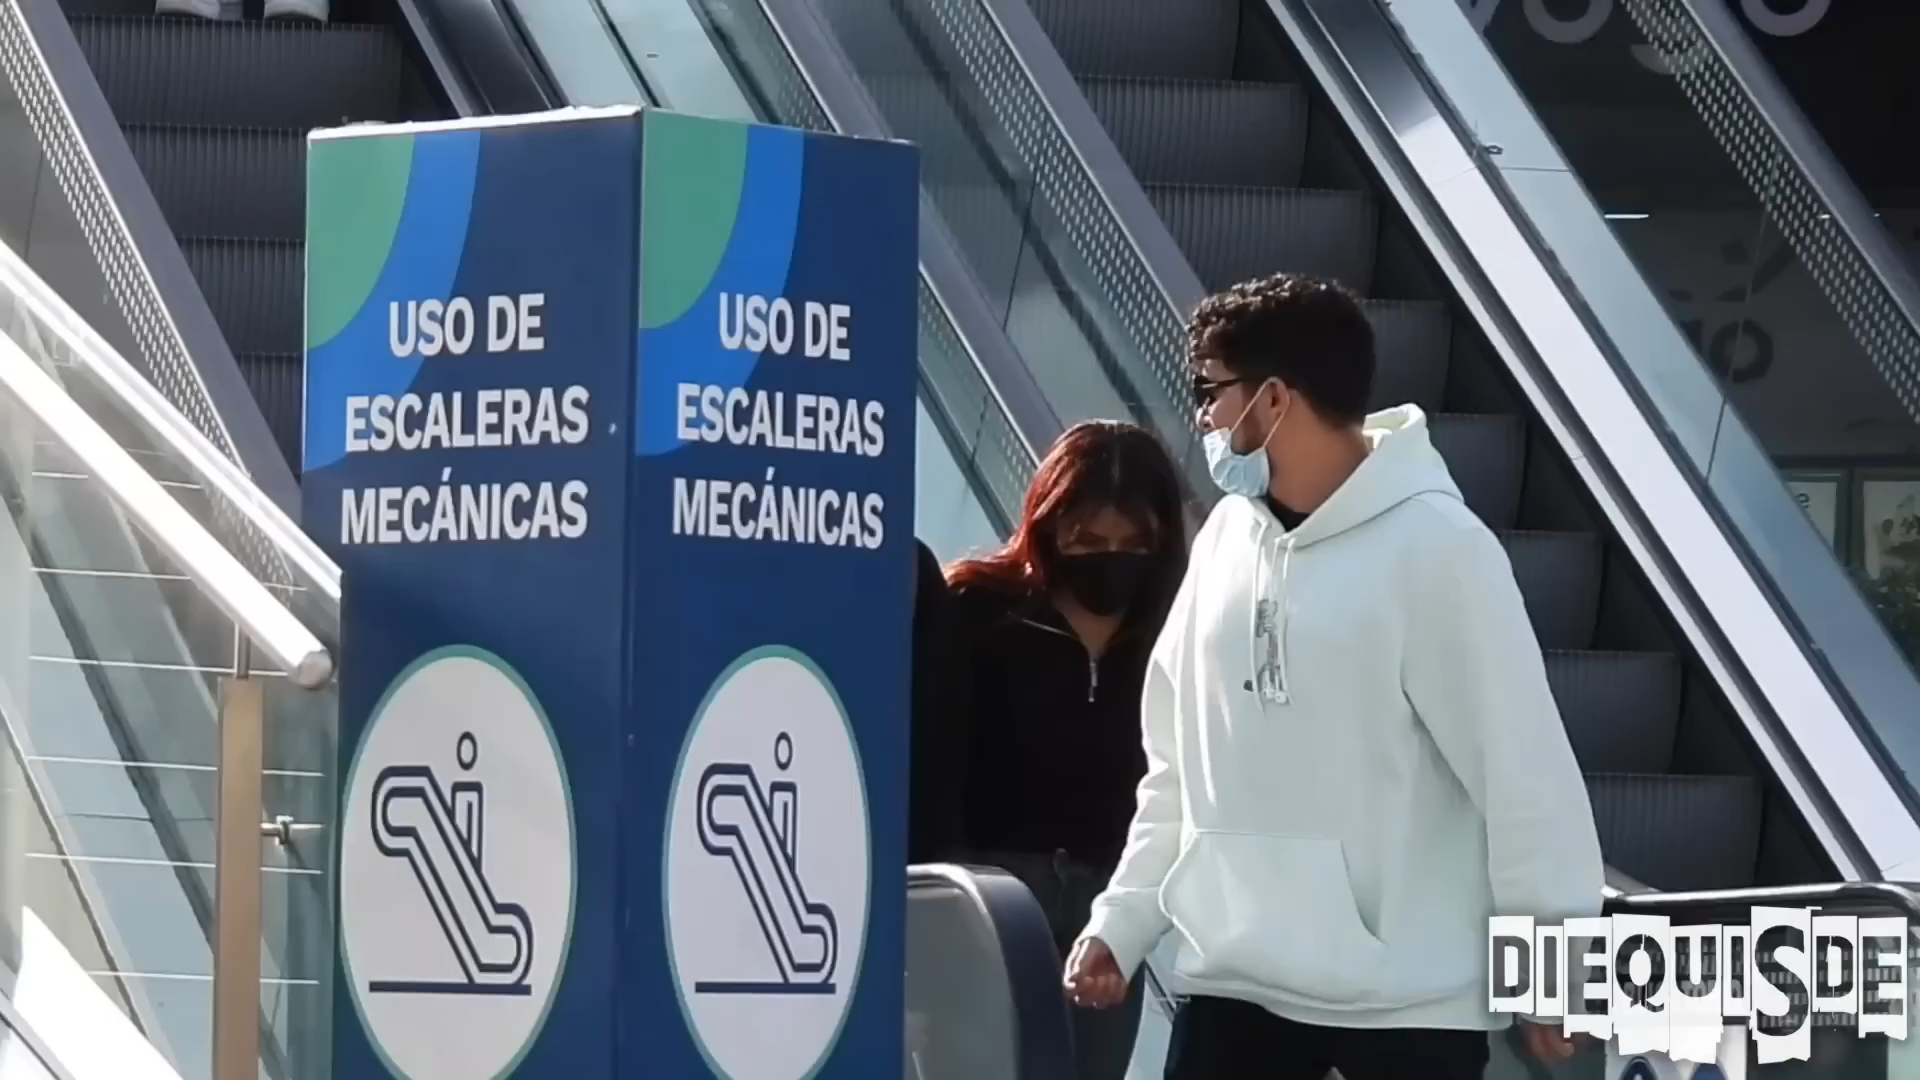 USO DE
ESCALERAS
MECÁNICAS
USO DE
ESCALERAS
MECÁNICAS
DIEQUISDE